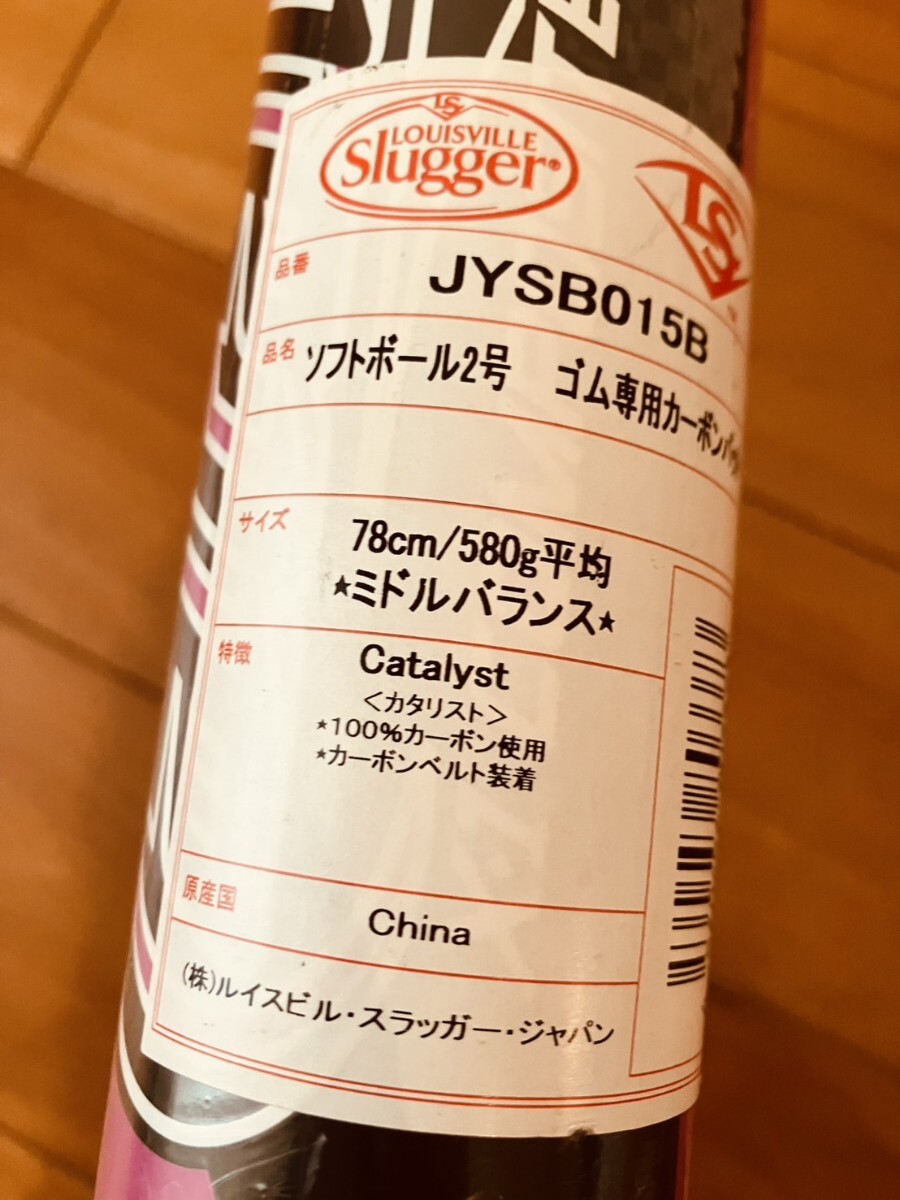 LS
LOUISVILLE
Slugger®
LS
品番
JYSB015B
品名
ソフトボール2号 ゴム専用カーボンバット
サイズ
78cm/580g平均
★ミドルバランス★
特徴
Catalyst
<カタリスト>
★100%カーボン使用
★カーボンベルト装着
原産国
China
(株)ルイスビル・スラッガー・ジャパン